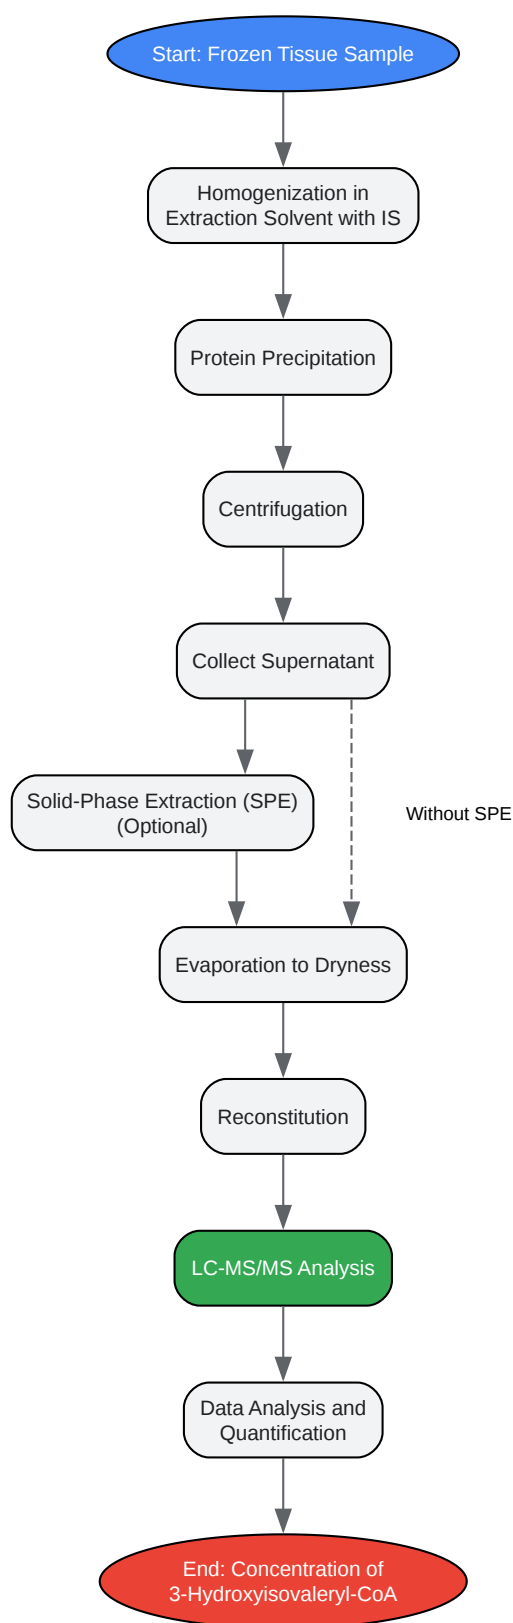 Start: Frozen Tissue Sample
Homogenization in
Extraction Solvent with IS
Protein Precipitation
Centrifugation
Collect Supernatant
Solid-Phase Extraction (SPE)
(Optional)
Without SPE
Evaporation to Dryness
Reconstitution
LC-MS/MS Analysis
Data Analysis and
Quantification
End: Concentration of
3-Hydroxyisovaleryl-CoA